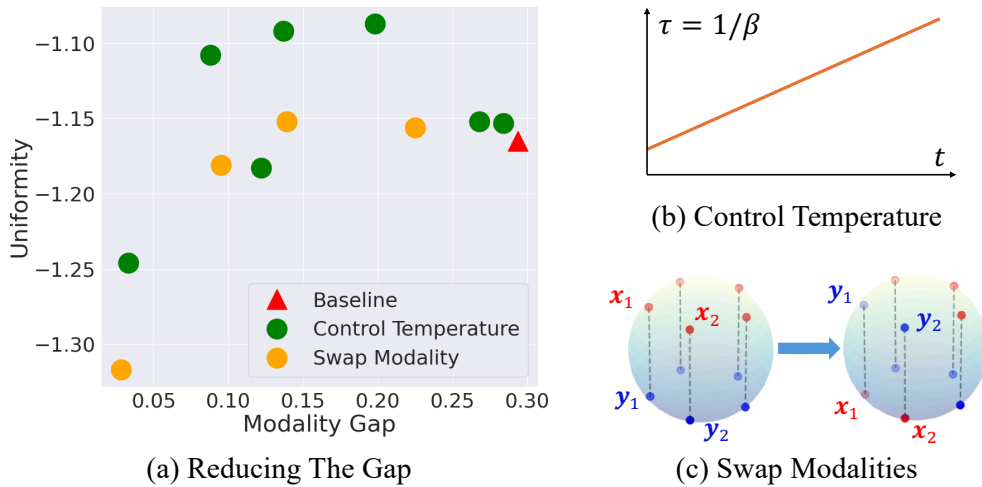 −1.10
−1.15
−1.20
−1.25
−1.30
Uniformity
0.05 0.10 0.15 0.20 0.25 0.30
Modality Gap
Baseline
Control Temperature
Swap Modality
(a) Reducing The Gap
τ = 1/β
t
(b) Control Temperature
x₁ x₂ y₁ y₂
y₁ y₂ x₁ x₂
(c) Swap Modalities